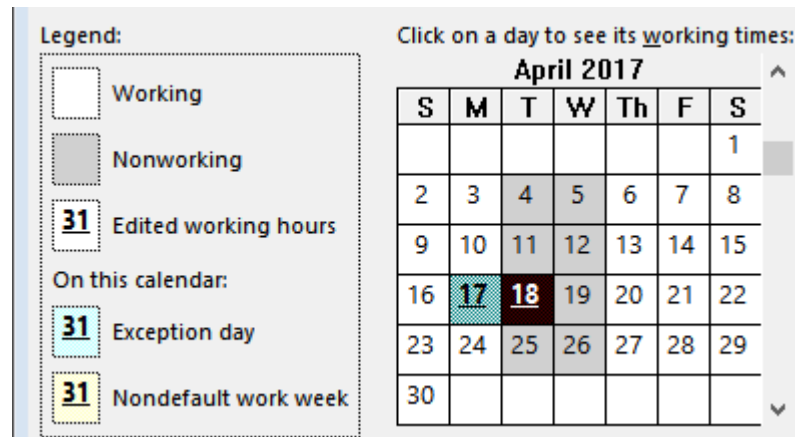 Legend:
Working
Nonworking
31 Edited working hours
On this calendar:
31 Exception day
31 Nondefault work week
Click on a day to see its working times:
April 2017
S M T W Th F S
1
2 3 4 5 6 7 8
9 10 11 12 13 14 15
16 17 18 19 20 21 22
23 24 25 26 27 28 29
30